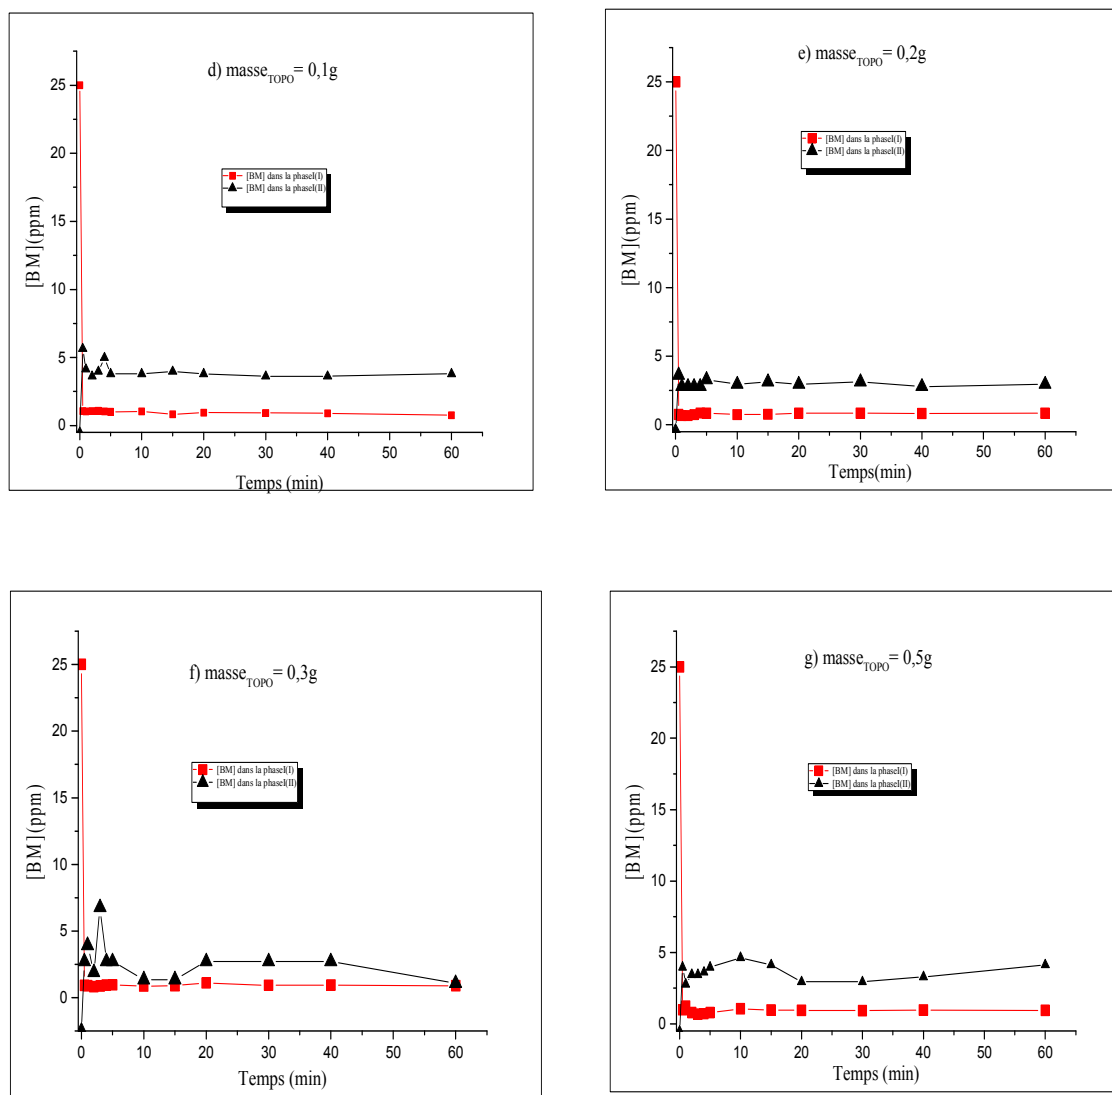 d) masse_TOPO= 0,1g
25
20
15
10
5
0
[BM](ppm)
[BM] dans la phaseI(I)
[BM] dans la phaseI(II)
0 10 20 30 40 50 60
Temps (min)
e) masse_TOPO= 0,2g
25
20
15
10
5
0
[BM](ppm)
[BM] dans la phaseI(I)
[BM] dans la phaseI(II)
0 10 20 30 40 50 60
Temps(min)
f) masse_TOPO= 0,3g
25
20
15
10
5
0
[BM](ppm)
[BM] dans la phaseI(I)
[BM] dans la phaseI(II)
0 10 20 30 40 50 60
Temps (min)
g) masse_TOPO= 0,5g
25
20
15
10
5
0
[BM](ppm)
[BM] dans la phaseI(I)
[BM] dans la phaseI(II)
0 10 20 30 40 50 60
Temps (min)